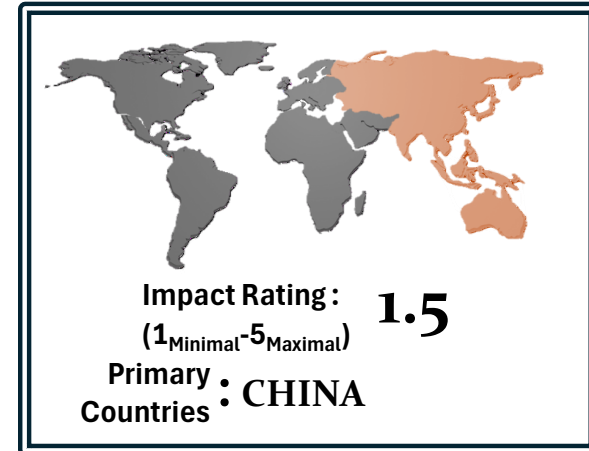 Impact Rating : 1.5
(1Minimal-5Maximal)
Primary Countries : CHINA